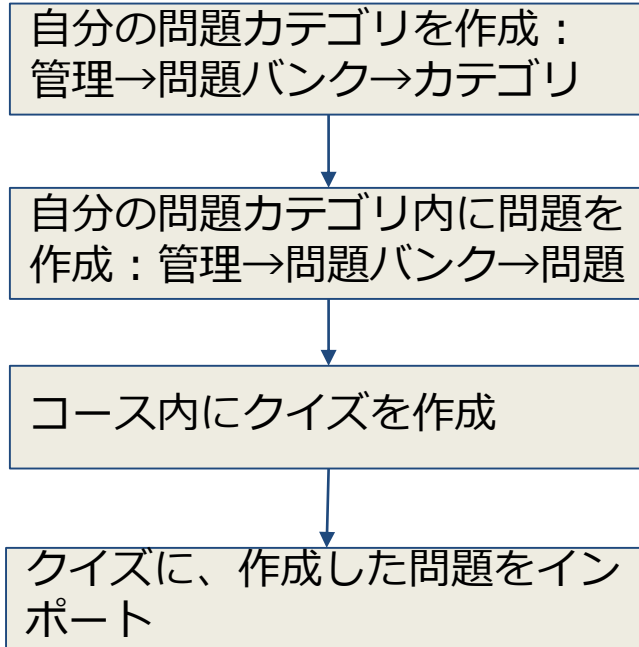 自分の問題カテゴリを作成：
管理→問題バンク→カテゴリ
自分の問題カテゴリ内に問題を
作成：管理→問題バンク→問題
コース内にクイズを作成
クイズに、作成した問題をイン
ポート